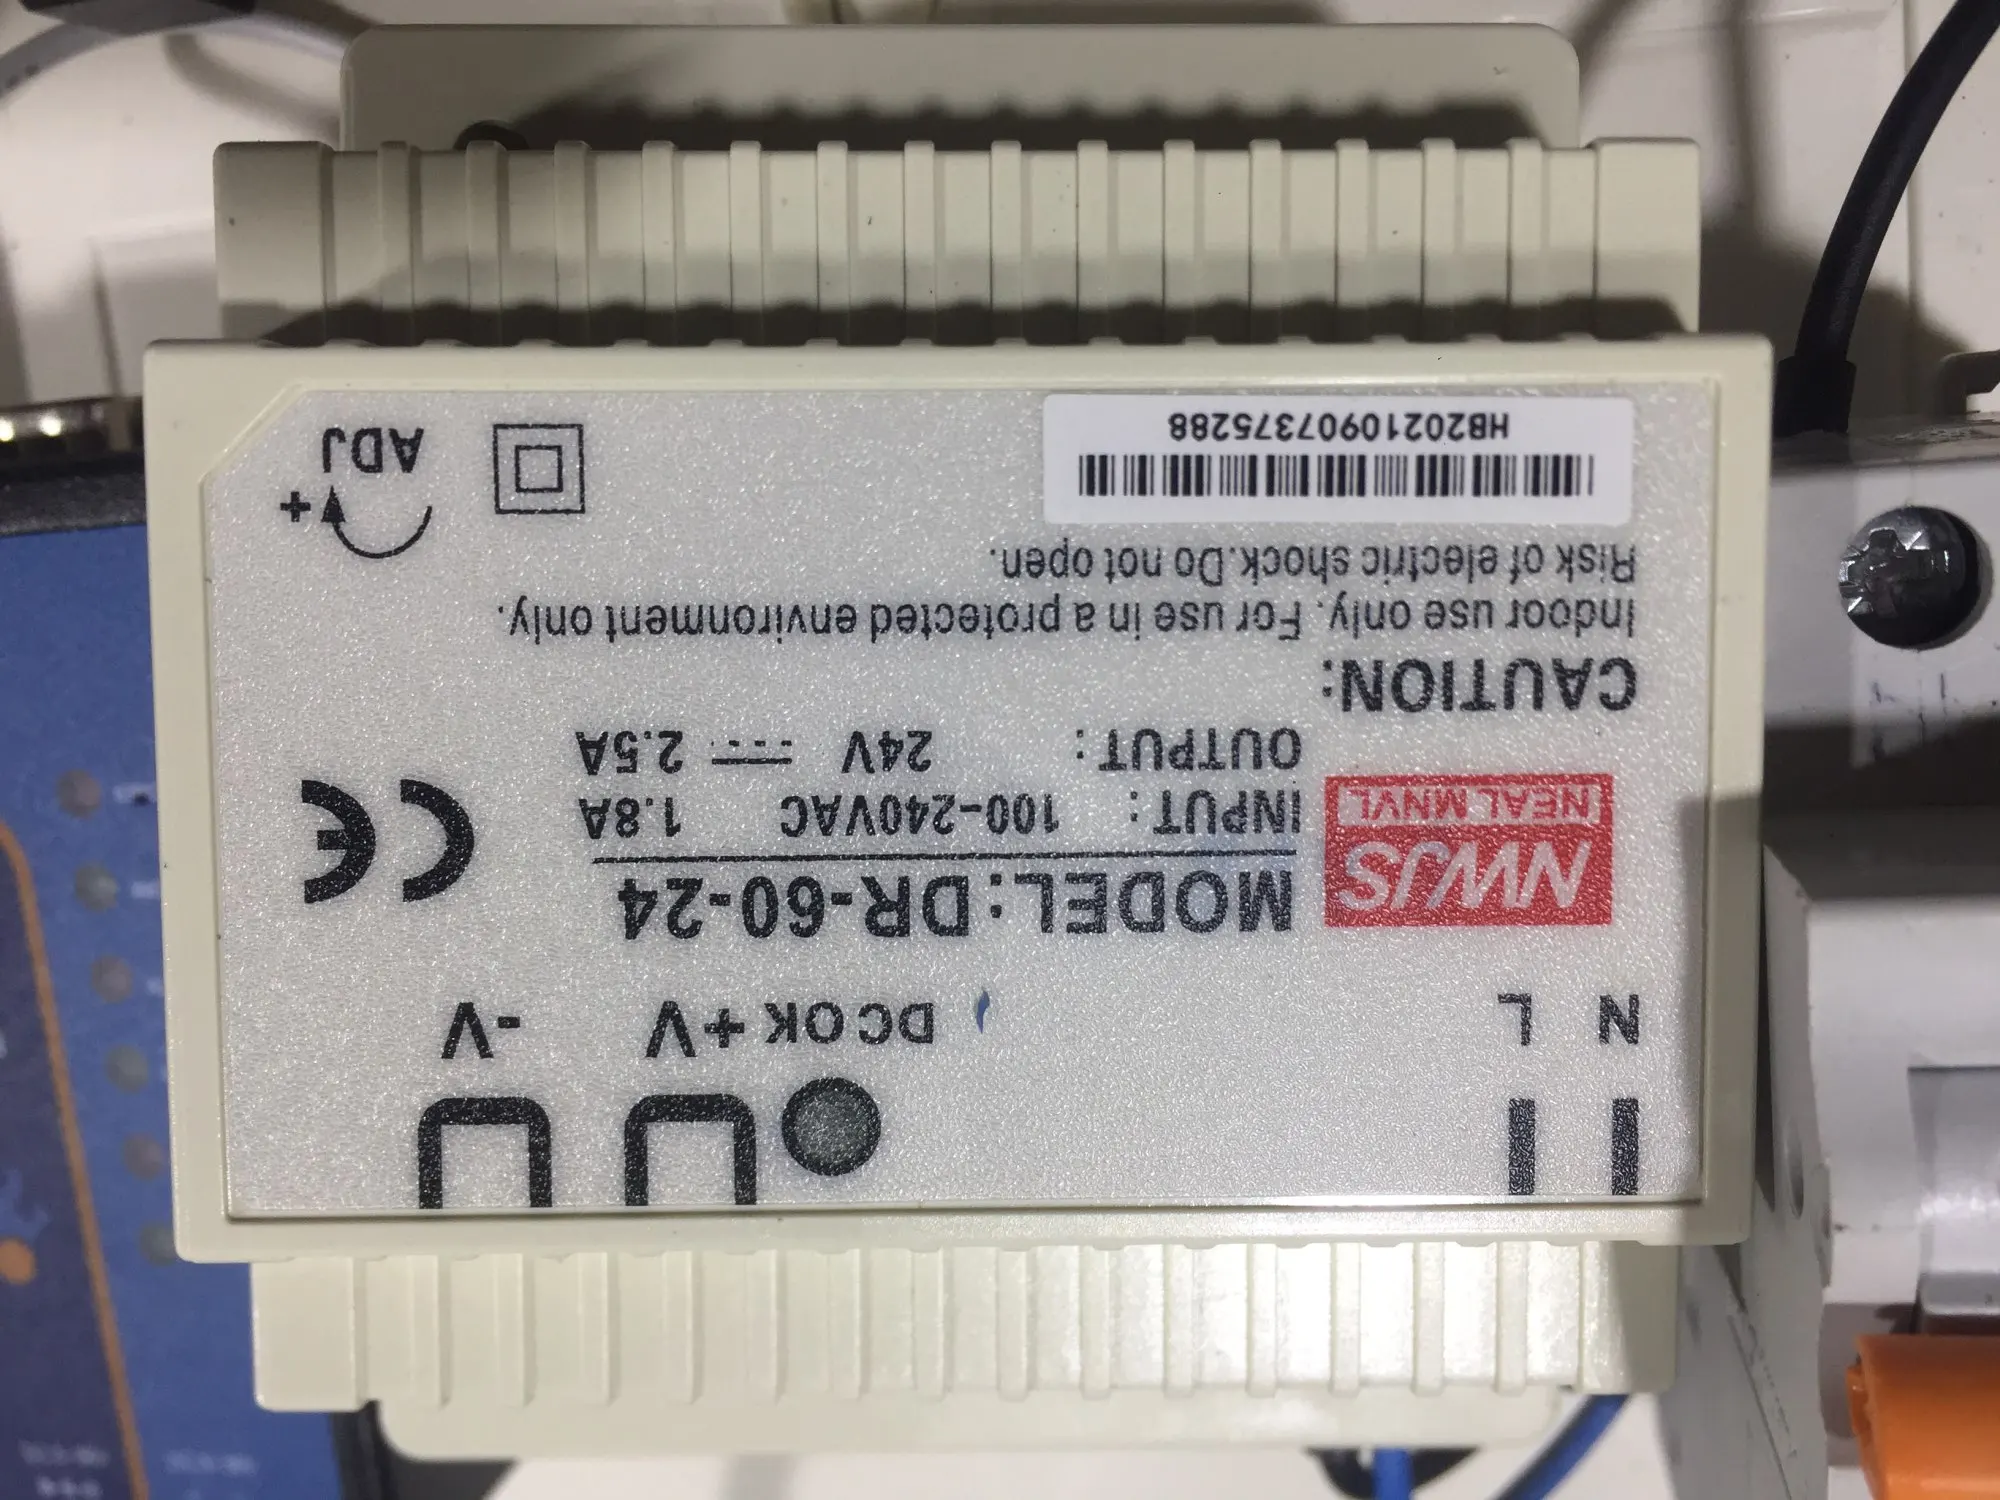 N L
DC OK +V -V
NWJS
NEAL MNVL
MODEL: DR-60-24
INPUT: 100-240VAC 1.8A
OUTPUT: 24V 2.5A
CE
CAUTION:
Indoor use only. For use in a protected environment only.
Risk of electric shock.Do not open.
HB20210907375288
+
ADJ